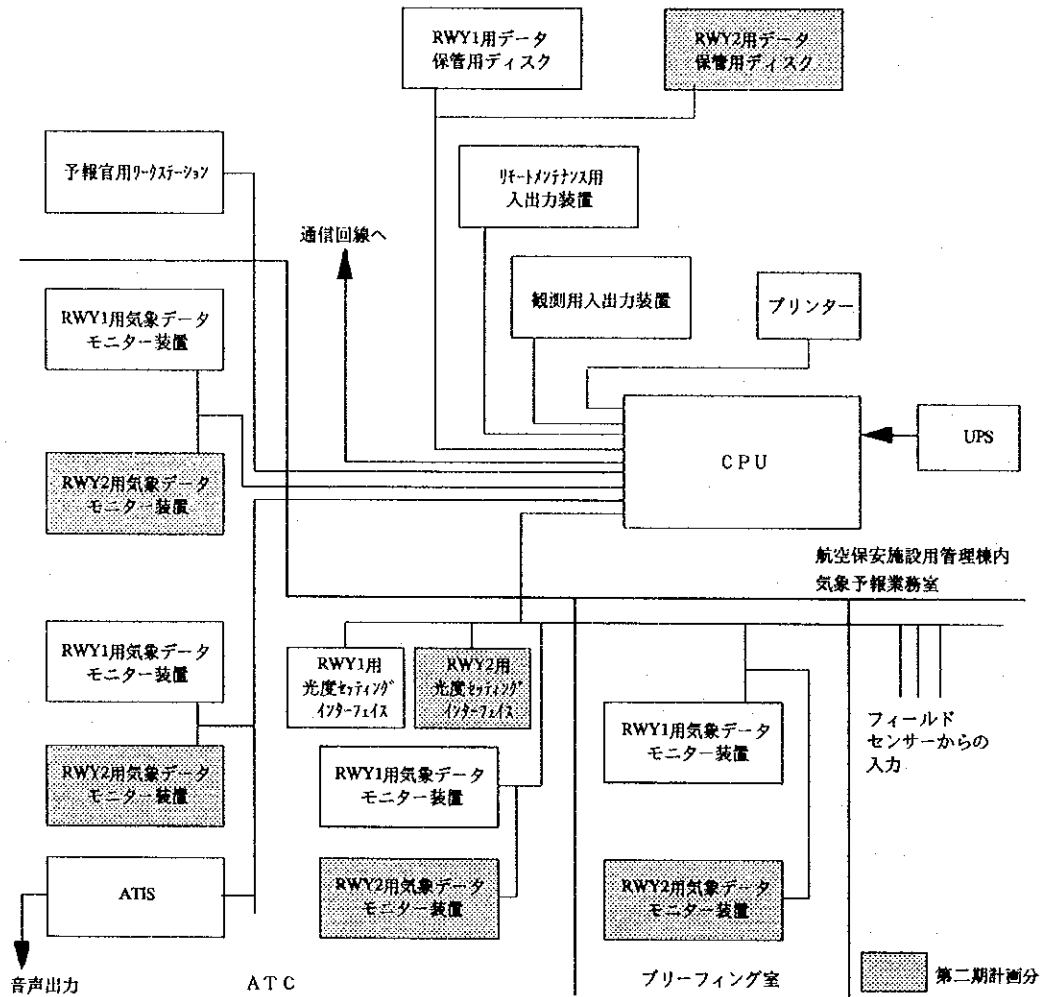 RWY1用データ
保管用ディスク
RWY2用データ
保管用ディスク
予報官用ワークステーション
リモートメンテナンス用
入出力装置
通信回線へ
観測用入出力装置
プリンター
RWY1用気象データ
モニター装置
CPU
UPS
RWY2用気象データ
モニター装置
航空保安施設用管理棟内
気象予報業務室
RWY1用気象データ
モニター装置
RWY1用
光度セッティング
インターフェイス
RWY2用
光度セッティング
インターフェイス
RWY1用気象データ
モニター装置
フィールド
センサーからの
入力
RWY2用気象データ
モニター装置
RWY1用気象データ
モニター装置
ATIS
RWY2用気象データ
モニター装置
RWY2用気象データ
モニター装置
音声出力
ATC
ブリーフィング室
第二期計画分